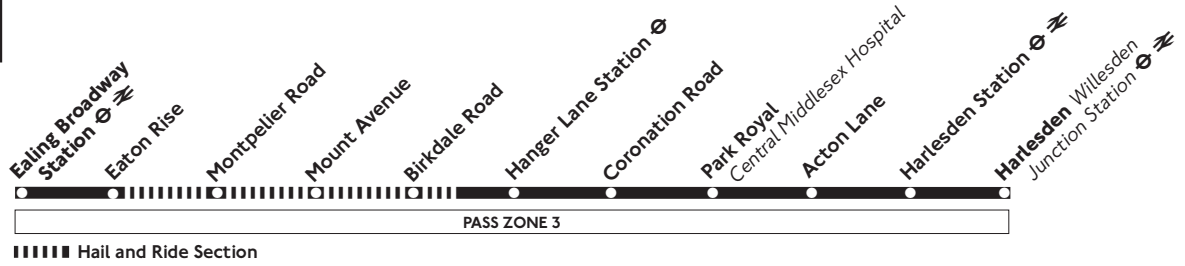 Ealing Broadway
Station
Eaton Rise
Montpelier Road
Mount Avenue
Birkdale Road
Hanger Lane Station
Coronation Road
Park Royal
Central Middlesex Hospital
Acton Lane
Harlesden Station
Harlesden Willesden
Junction Station
PASS ZONE 3
Hail and Ride Section